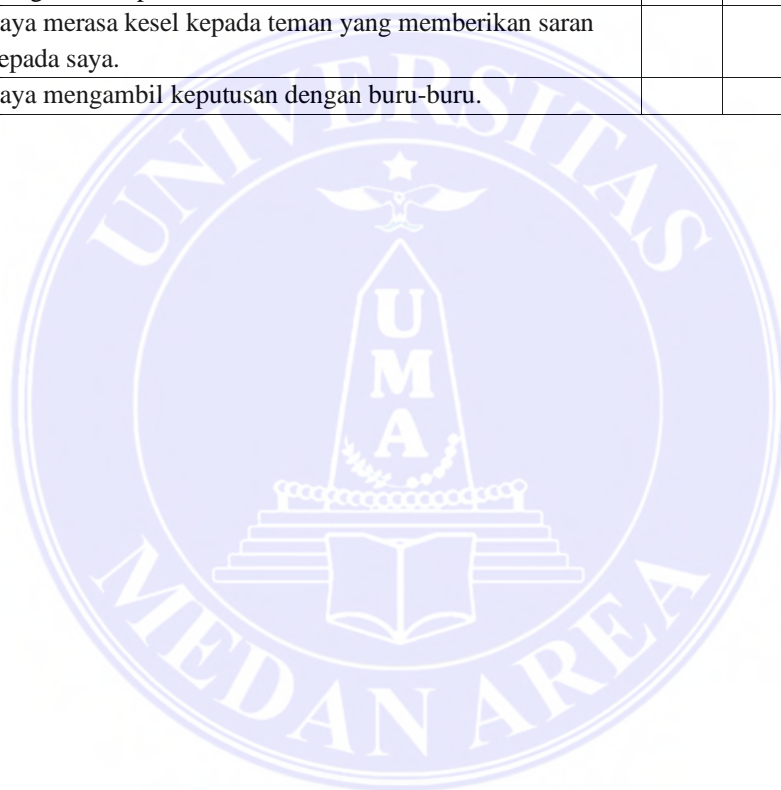 aya merasa kesel kepada teman yang memberikan saran
epada saya.
aya mengambil keputusan dengan buru-buru.
UNIVERSITAS
UMA
MEDAN AREA